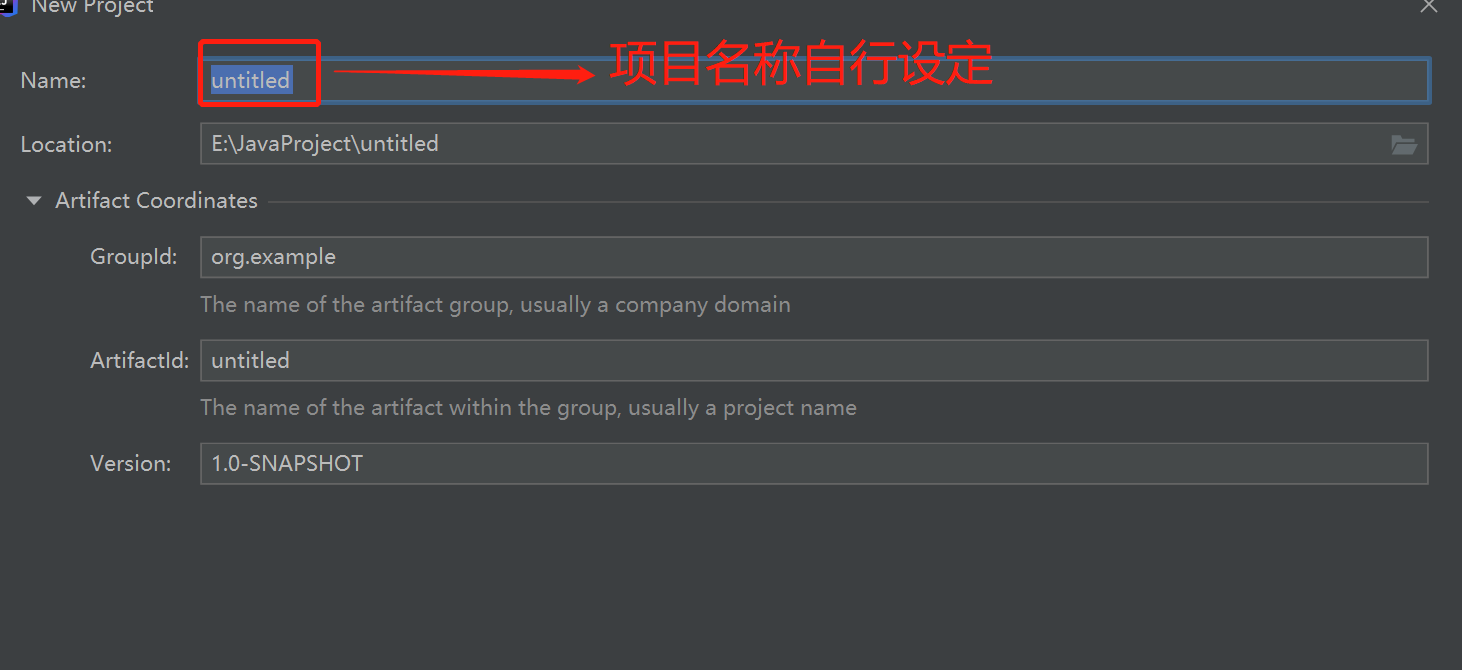 New Project
Name:
untitled
项目名称自行设定
Location:
E:\JavaProject\untitled
Artifact Coordinates
GroupId:
org.example
The name of the artifact group, usually a company domain
ArtifactId:
untitled
The name of the artifact within the group, usually a project name
Version:
1.0-SNAPSHOT